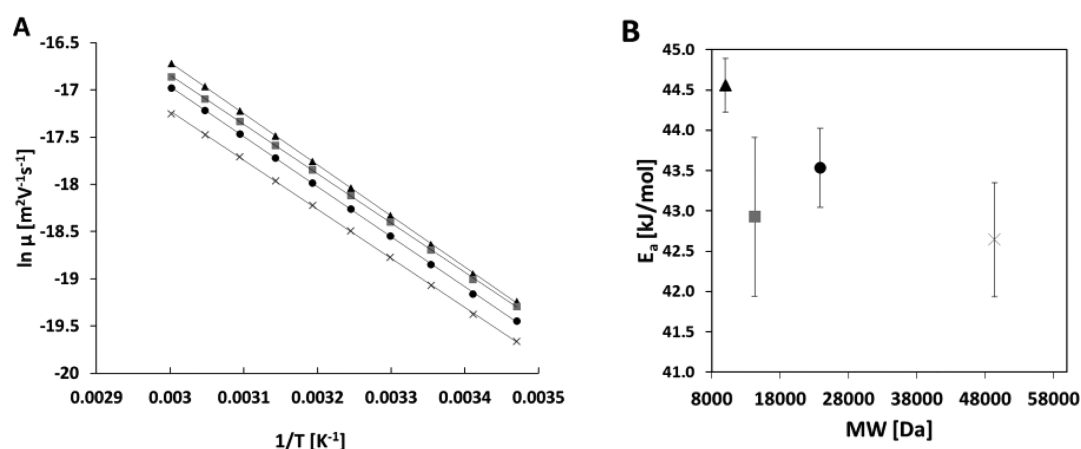 A
-16.5
-17
-17.5
-18
-18.5
-19
-19.5
-20
ln μ [m²V⁻¹s⁻¹]
0.0029 0.003 0.0031 0.0032 0.0033 0.0034 0.0035
1/T [K⁻¹]
B
45.0
44.5
44.0
43.5
43.0
42.5
42.0
41.5
41.0
Eₐ [kJ/mol]
8000 18000 28000 38000 48000 58000
MW [Da]